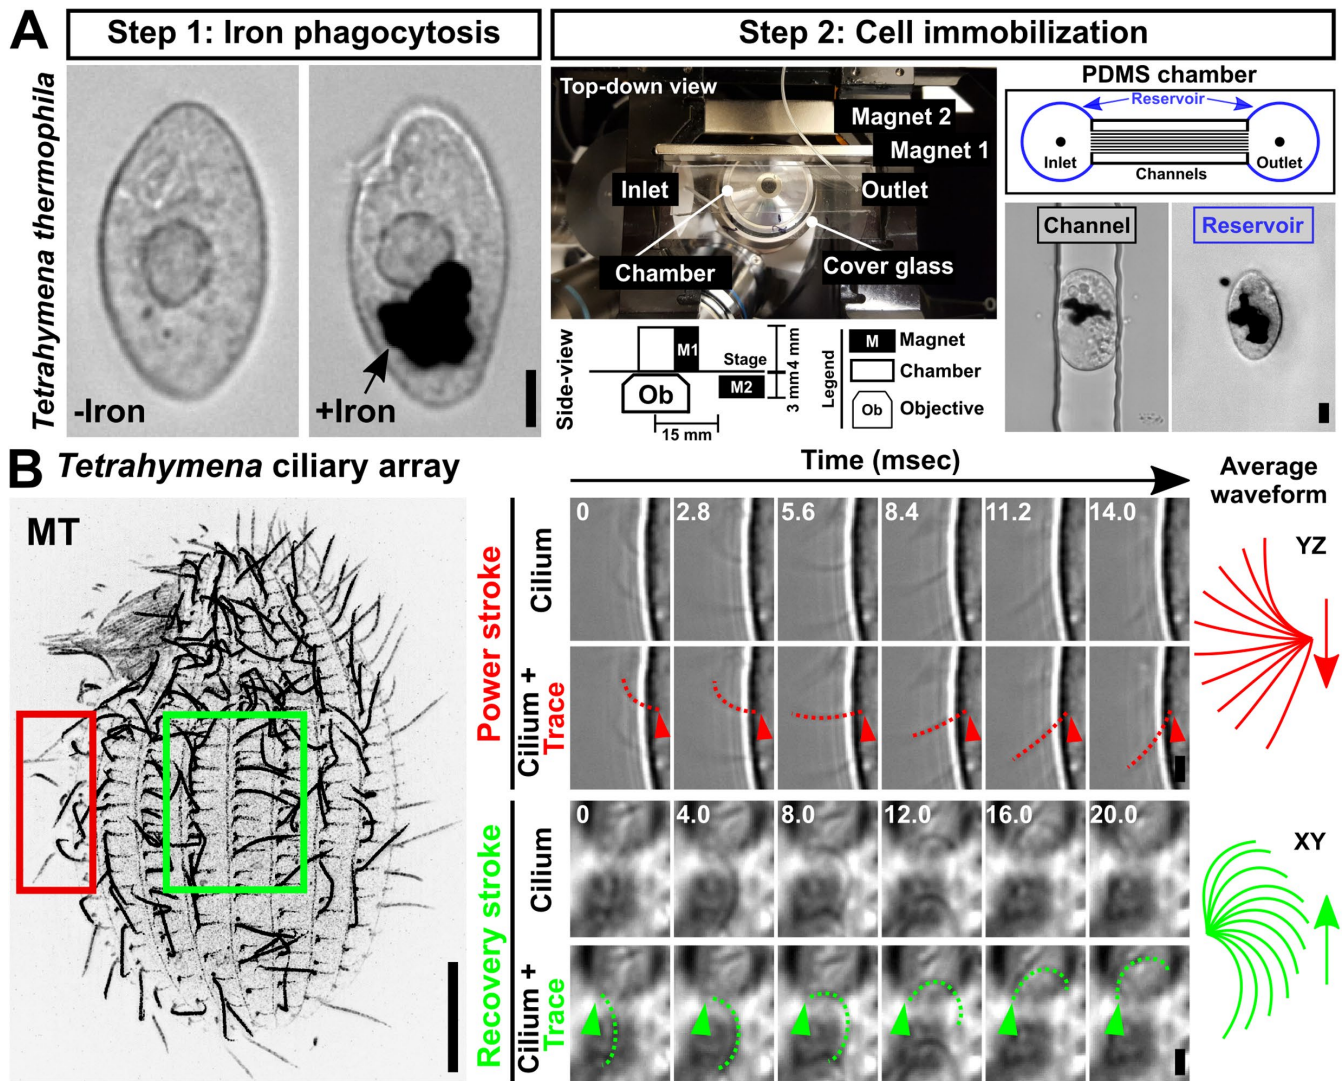 A
Step 1: Iron phagocytosis
Step 2: Cell immobilization
Tetrahymena thermophila
-Iron
+Iron
Top-down view
Magnet 2
Magnet 1
Inlet
Outlet
Chamber
Cover glass
PDMS chamber
Reservoir
Inlet
Outlet
Channels
Channel
Reservoir
Side-view
M1
Stage
Ob
M2
15 mm
4 mm
3 mm
Legend
M Magnet
Chamber
Ob Objective
B Tetrahymena ciliary array
MT
Time (msec)
Average
waveform
Power stroke
Cilium
0 2.8 5.6 8.4 11.2 14.0
Cilium +
Trace
YZ
Recovery stroke
Cilium
0 4.0 8.0 12.0 16.0 20.0
Cilium +
Trace
XY